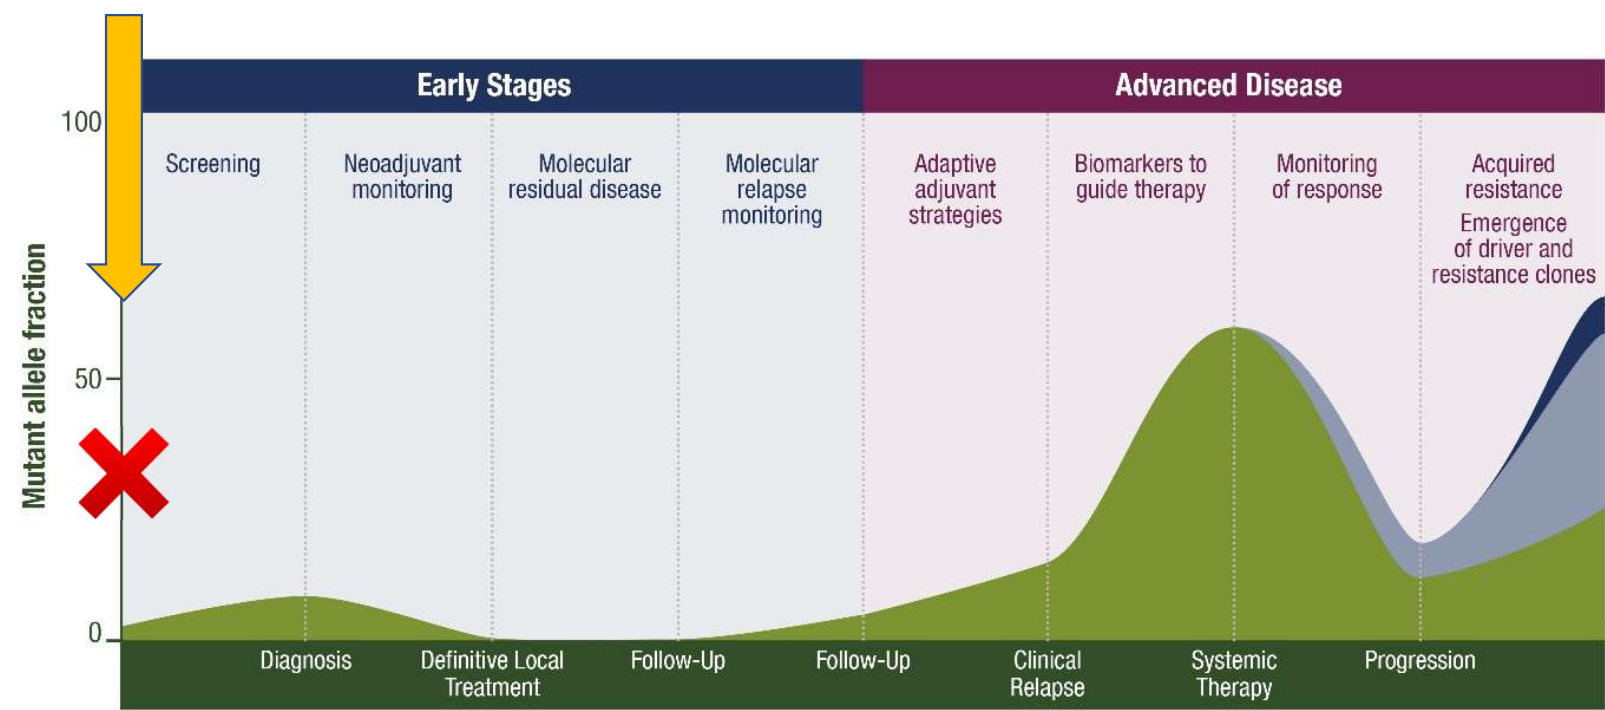 Early Stages
Advanced Disease
100
Screening
Neoadjuvant
monitoring
Molecular
residual disease
Molecular
relapse
monitoring
Adaptive
adjuvant
strategies
Biomarkers to
guide therapy
Monitoring
of response
Acquired
resistance
Emergence
of driver and
resistance clones
Mutant allele fraction
50
0
Diagnosis
Definitive Local
Treatment
Follow-Up
Follow-Up
Clinical
Relapse
Systemic
Therapy
Progression